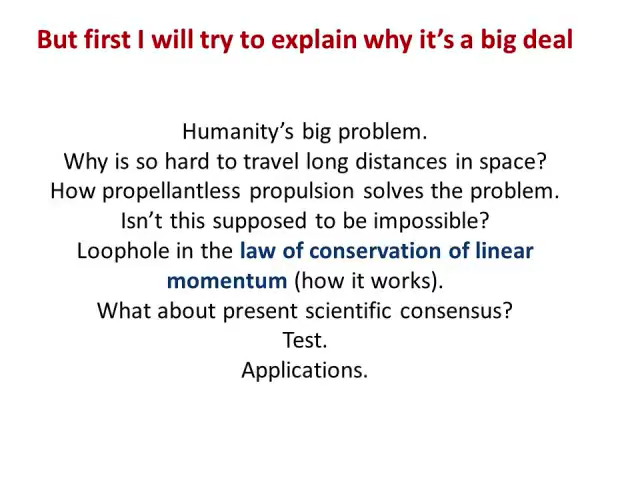 But first I will try to explain why it’s a big deal
Humanity’s big problem.
Why is so hard to travel long distances in space?
How propellantless propulsion solves the problem.
Isn’t this supposed to be impossible?
Loophole in the law of conservation of linear
momentum (how it works).
What about present scientific consensus?
Test.
Applications.